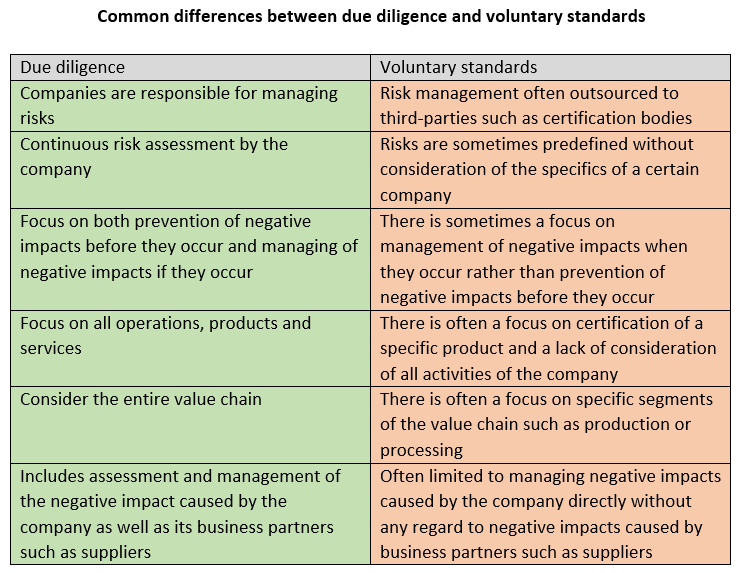 Common differences between due diligence and voluntary standards
Due diligence
Voluntary standards
Companies are responsible for managing
risks
Risk management often outsourced to
third-parties such as certification bodies
Continuous risk assessment by the
company
Risks are sometimes predefined without
consideration of the specifics of a certain
company
Focus on both prevention of negative
impacts before they occur and managing of
negative impacts if they occur
There is sometimes a focus on
management of negative impacts when
they occur rather than prevention of
negative impacts before they occur
Focus on all operations, products and
services
There is often a focus on certification of a
specific product and a lack of consideration
of all activities of the company
Consider the entire value chain
There is often a focus on specific segments
of the value chain such as production or
processing
Includes assessment and management of
the negative impact caused by the
company as well as its business partners
such as suppliers
Often limited to managing negative impacts
caused by the company directly without
any regard to negative impacts caused by
business partners such as suppliers